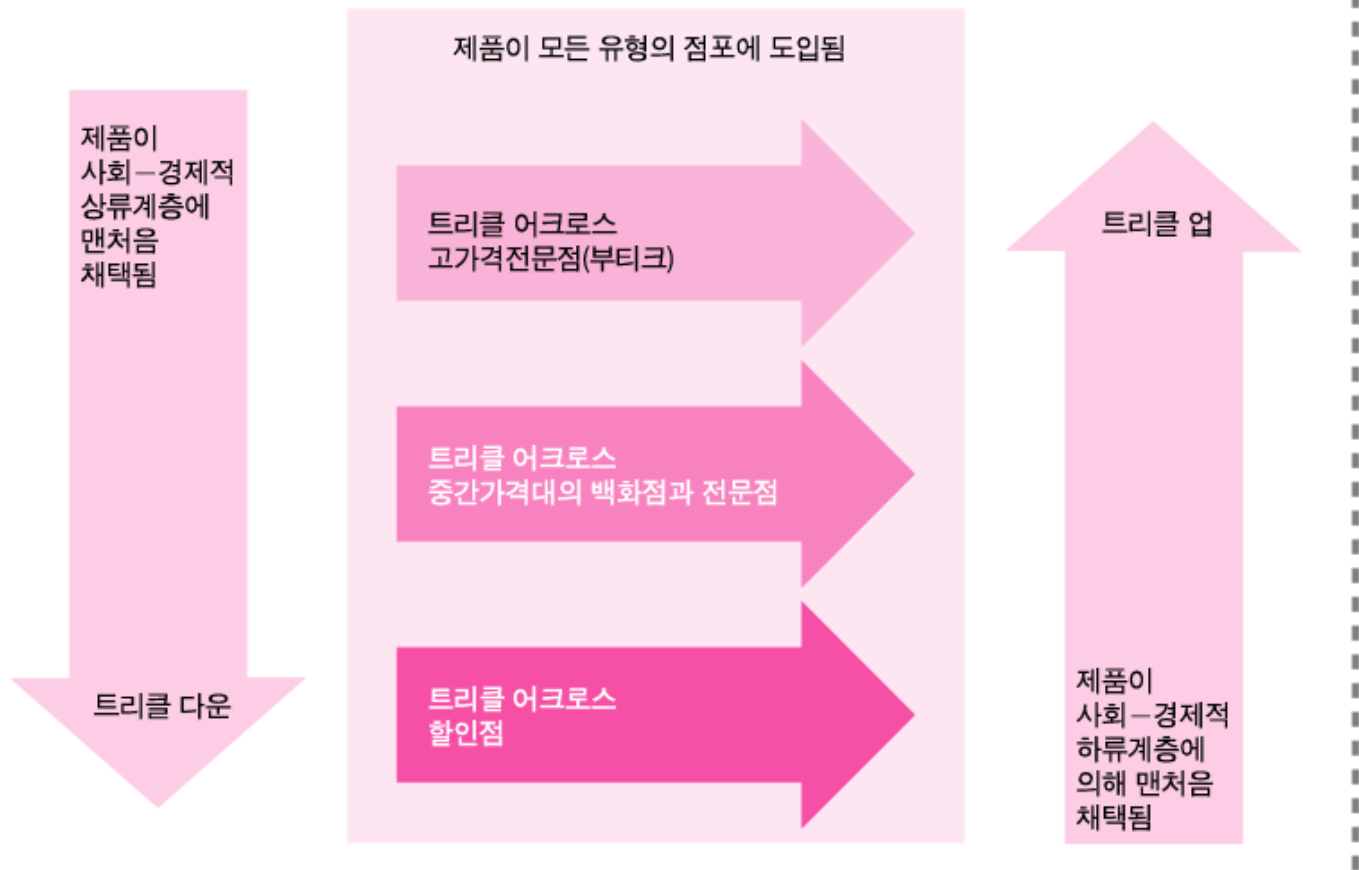 제품이 모든 유형의 점포에 도입됨
제품이
사회–경제적
상류계층에
맨처음
채택됨
트리클 다운
트리클 어크로스
고가격전문점(부티크)
트리클 어크로스
중간가격대의 백화점과 전문점
트리클 어크로스
할인점
트리클 업
제품이
사회–경제적
하류계층에
의해 맨처음
채택됨